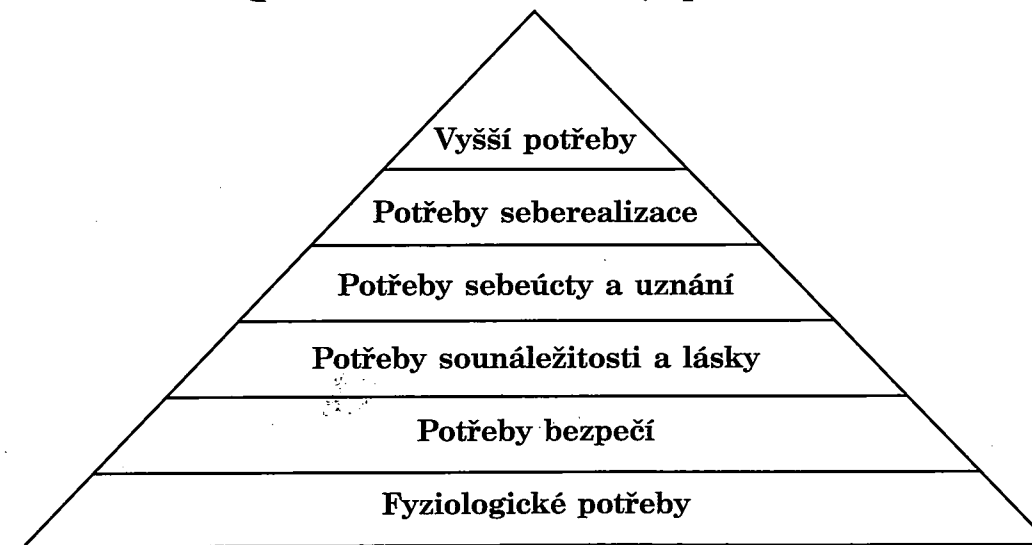 Vyšší potřeby
Potřeby seberealizace
Potřeby sebeúcty a uznání
Potřeby sounáležitosti a lásky
Potřeby bezpečí
Fyziologické potřeby